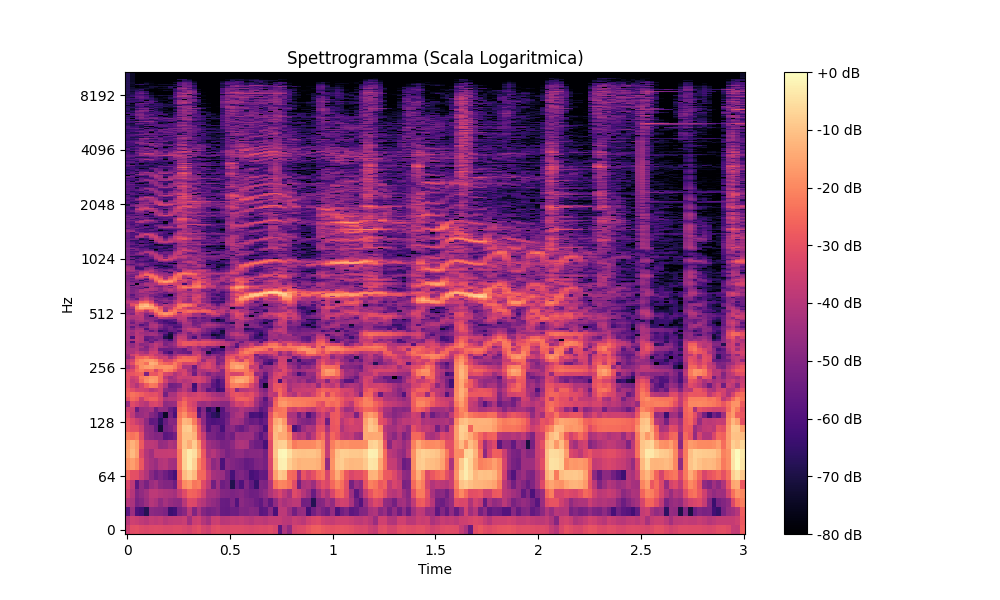 Spettrogramma (Scala Logaritmica)
Hz
8192
4096
2048
1024
512
256
128
64
0
0 0.5 1 1.5 2 2.5 3
Time
+0 dB
-10 dB
-20 dB
-30 dB
-40 dB
-50 dB
-60 dB
-70 dB
-80 dB